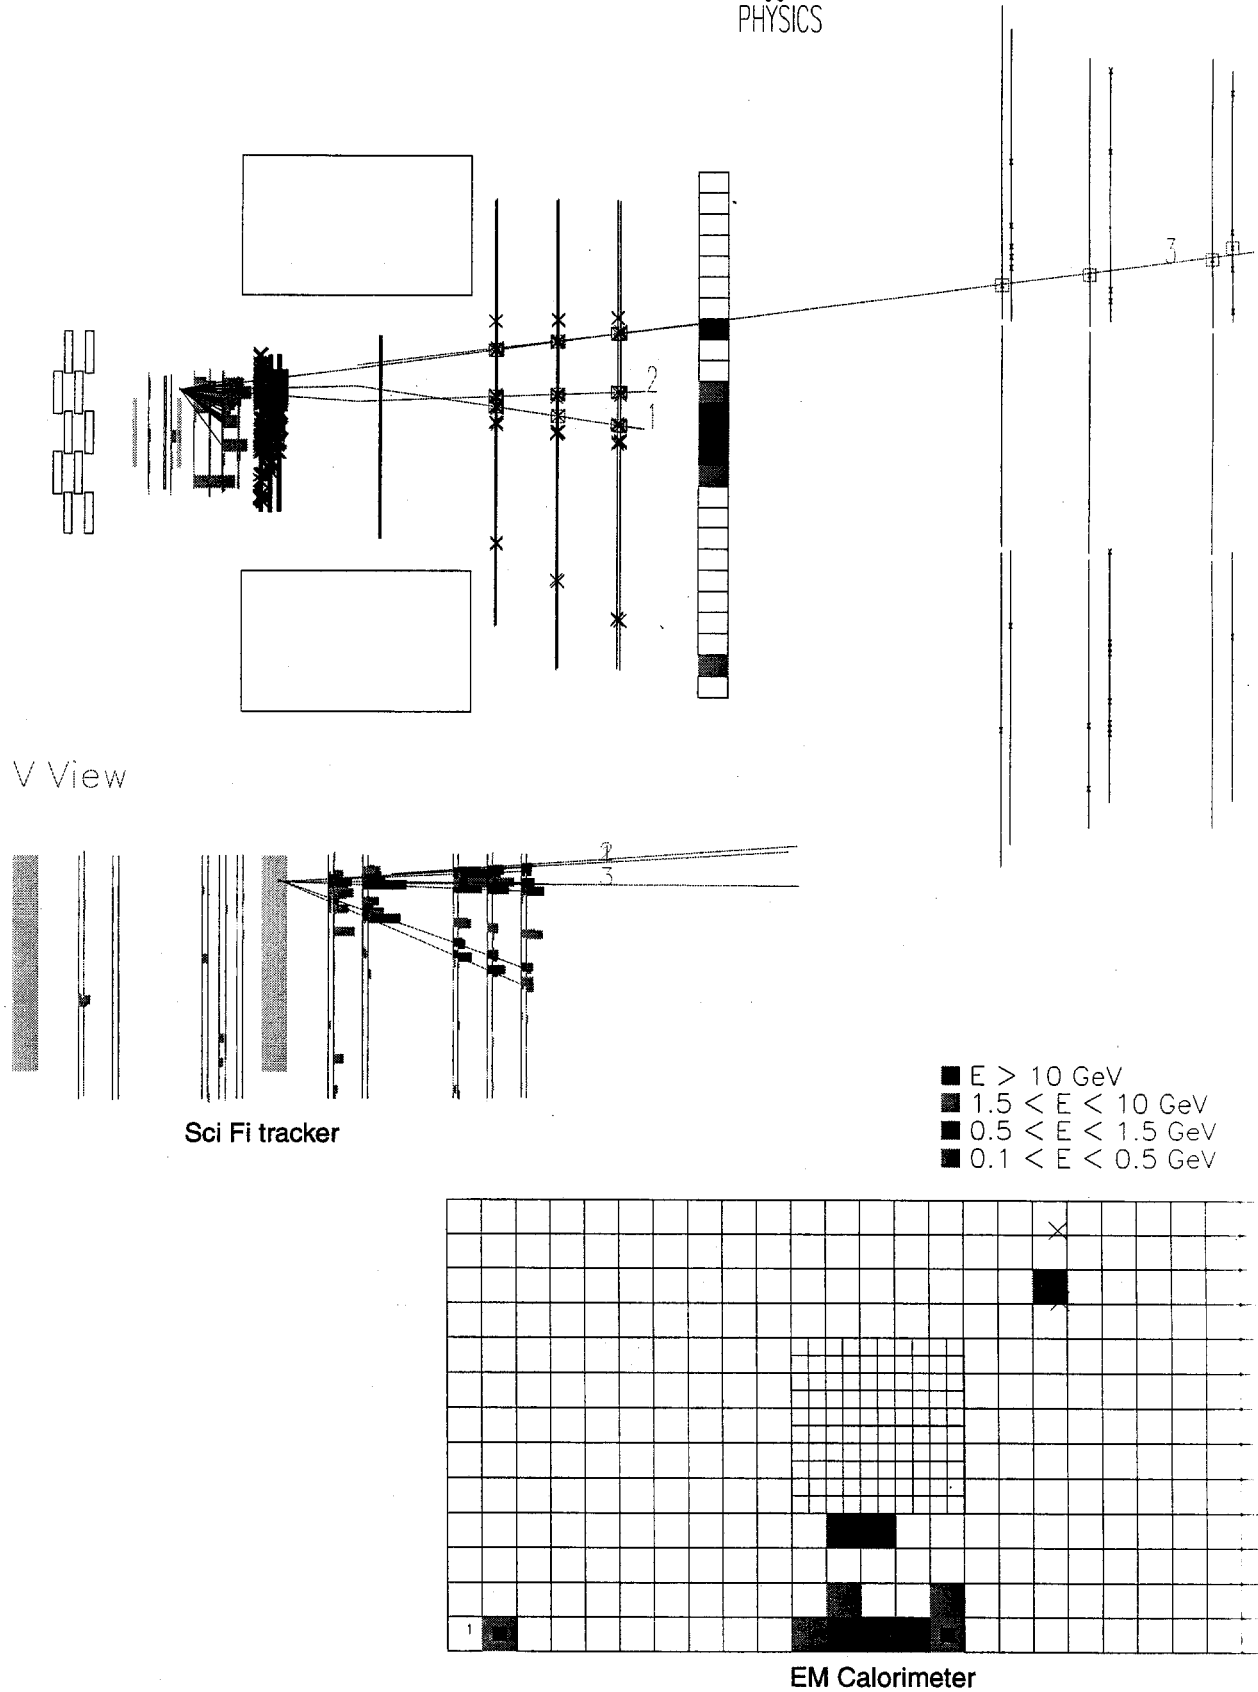 PHYSICS
3
2
1
V View
3
Sci Fi tracker
E > 10 GeV
1.5 < E < 10 GeV
0.5 < E < 1.5 GeV
0.1 < E < 0.5 GeV
1
EM Calorimeter